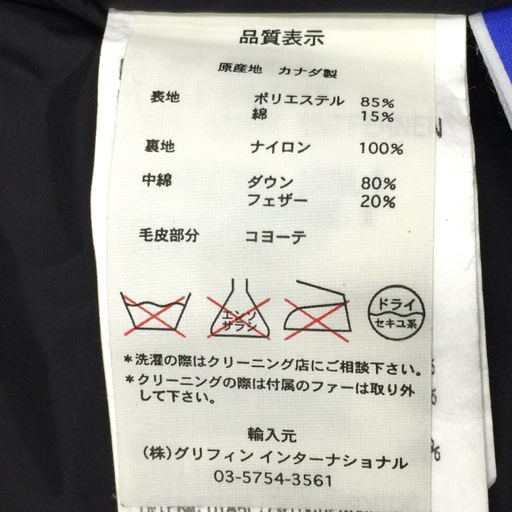 品質表示
原産地 カナダ製
表地 ポリエステル 85%
綿 15%
裏地 ナイロン 100%
中綿 ダウン 80%
フェザー 20%
毛皮部分 コヨーテ
エンソ
サラシ
ドライ
セキユ系
*洗濯の際はクリーニング店にご相談下さい。
*クリーニングの際は付属のファーは取り外
して下さい。
輸入元
(株)グリフィン インターナショナル
03-5754-3561